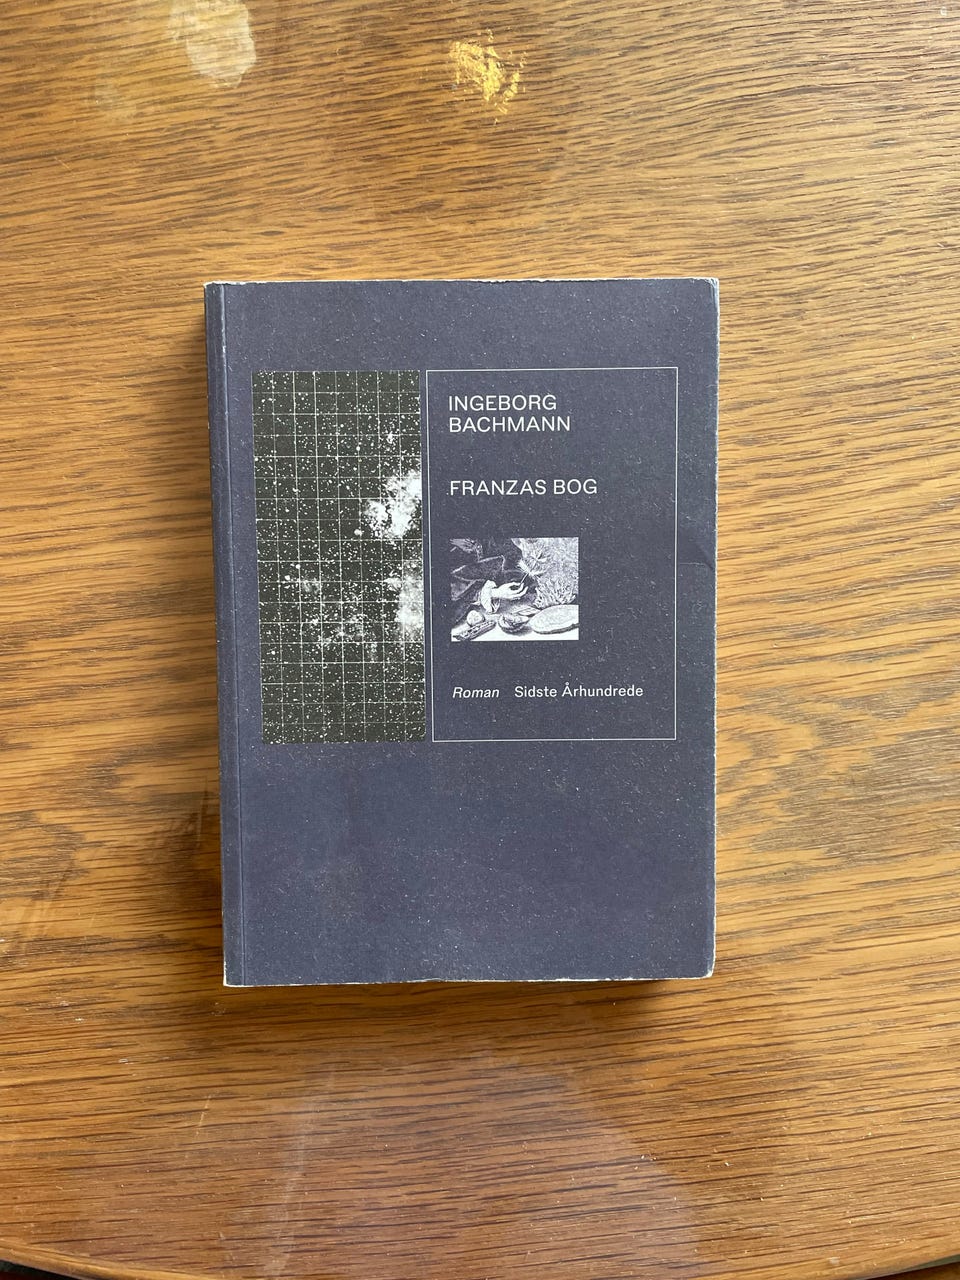 INGEBORG
BACHMANN
FRANZAS BOG
Roman Sidste Århundrede